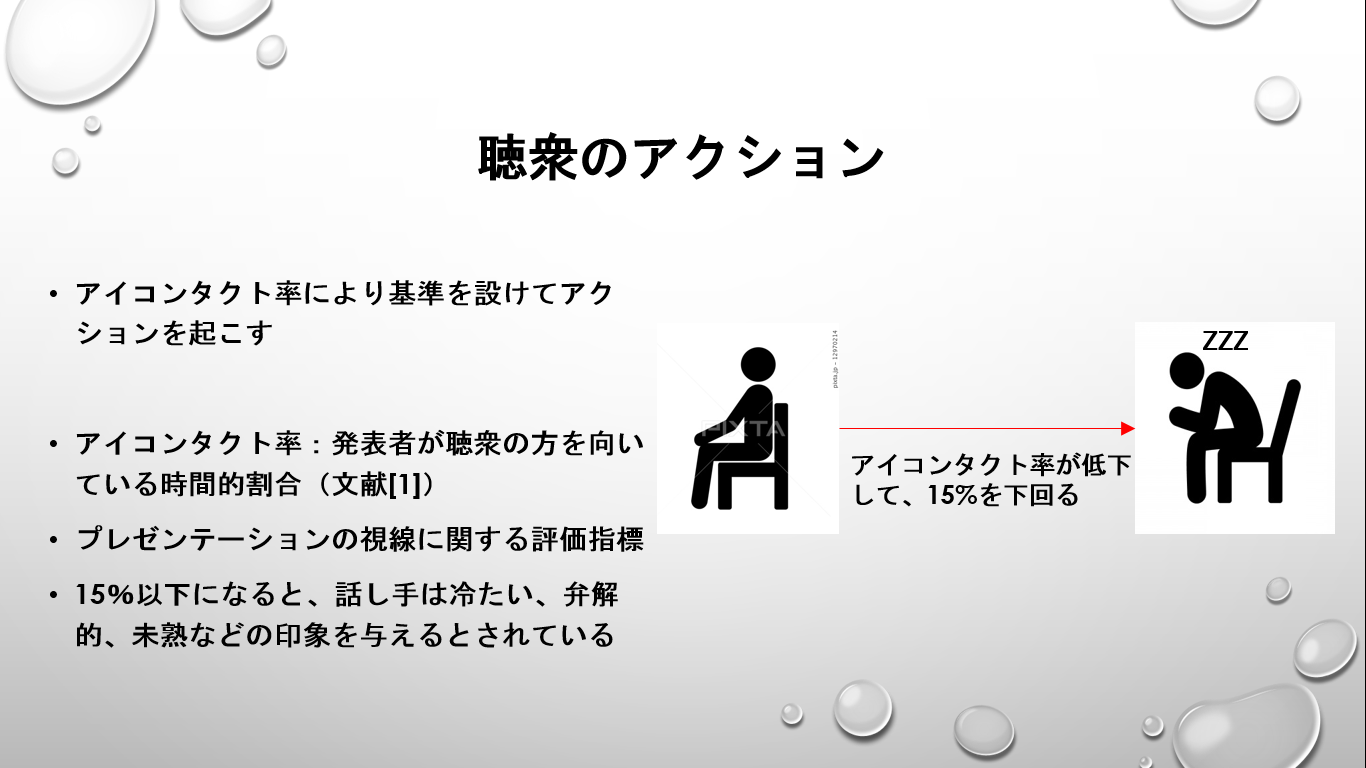 聴衆のアクション
• アイコンタクト率により基準を設けてアク
ションを起こす
• アイコンタクト率：発表者が聴衆の方を向い
ている時間的割合（文献[1]）
• プレゼンテーションの視線に関する評価指標
• 15%以下になると、話し手は冷たい、弁解
的、未熟などの印象を与えるとされている
pixta.jp - 12970214
PIXTA
アイコンタクト率が低下
して、15%を下回る
ZZZ